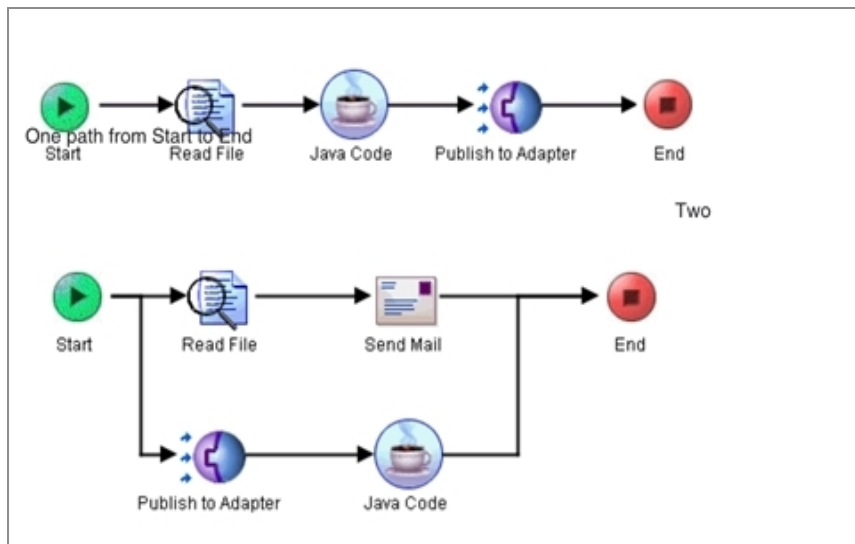 One path from Start to End
Start Read File Java Code Publish to Adapter End
Two
Start Read File Send Mail End
Publish to Adapter Java Code